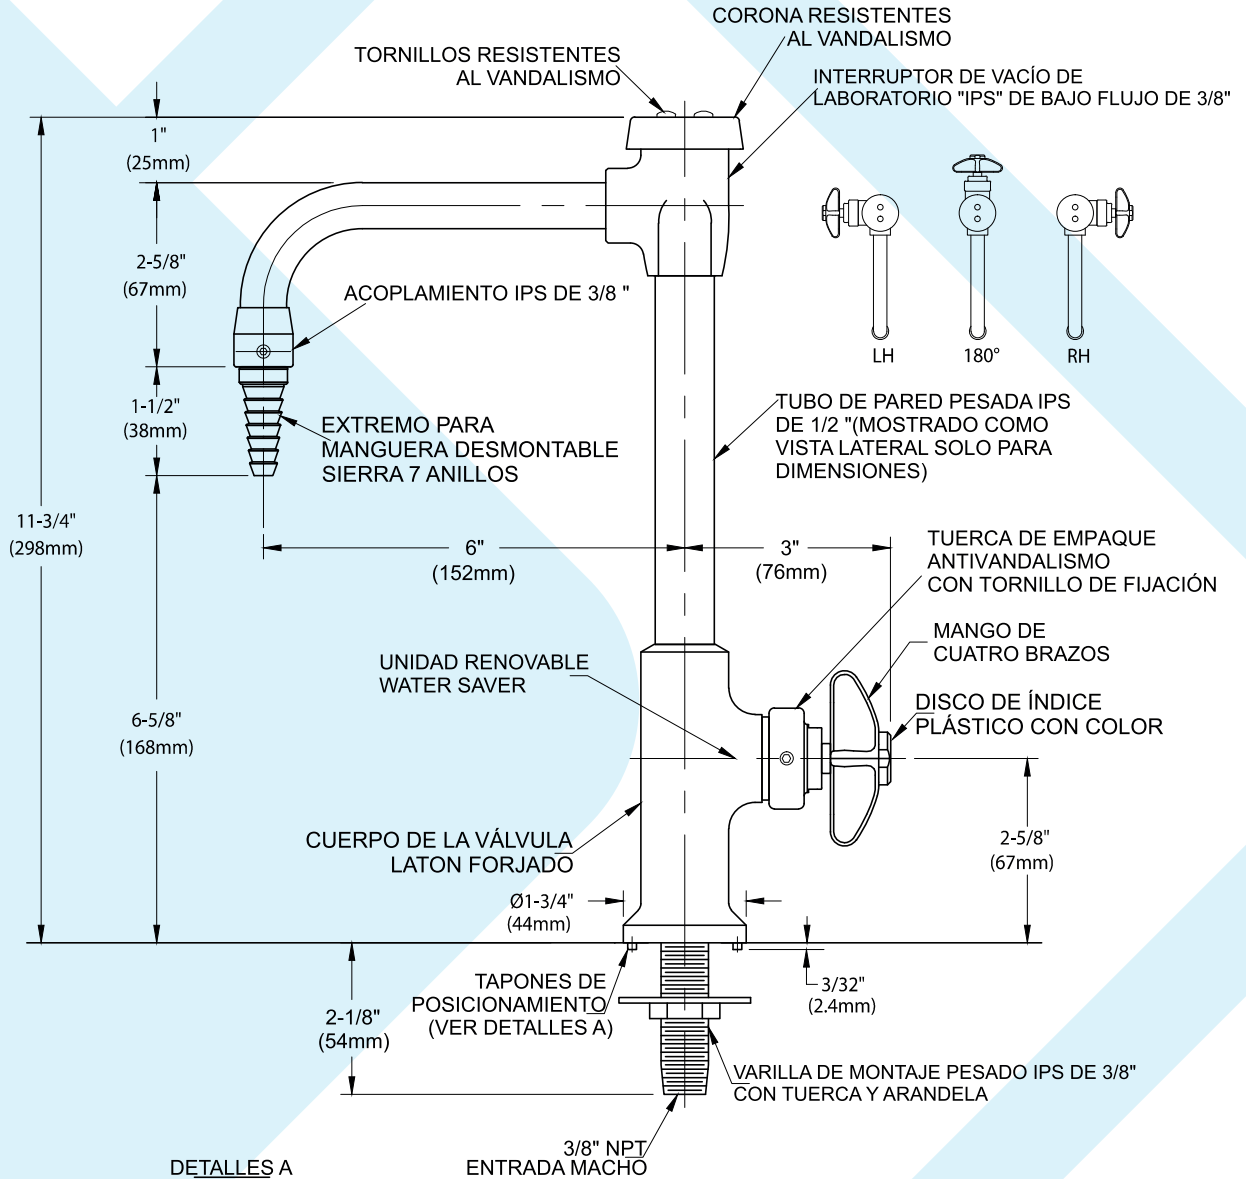 CORONA RESISTENTES
AL VANDALISMO
TORNILLOS RESISTENTES
AL VANDALISMO
INTERRUPTOR DE VACÍO DE
LABORATORIO "IPS" DE BAJO FLUJO DE 3/8"
1"
(25mm)
2-5/8"
(67mm)
ACOPLAMIENTO IPS DE 3/8 "
LH
180°
RH
1-1/2"
(38mm)
EXTREMO PARA
MANGUERA DESMONTABLE
SIERRA 7 ANILLOS
TUBO DE PARED PESADA IPS
DE 1/2 "(MOSTRADO COMO
VISTA LATERAL SOLO PARA
DIMENSIONES)
11-3/4"
(298mm)
6"
(152mm)
3"
(76mm)
TUERCA DE EMPAQUE
ANTIVANDALISMO
CON TORNILLO DE FIJACIÓN
MANGO DE
CUATRO BRAZOS
UNIDAD RENOVABLE
WATER SAVER
DISCO DE ÍNDICE
PLÁSTICO CON COLOR
6-5/8"
(168mm)
CUERPO DE LA VÁLVULA
LATON FORJADO
2-5/8"
(67mm)
Ø1-3/4"
(44mm)
TAPONES DE
POSICIONAMIENTO
(VER DETALLES A)
3/32"
(2.4mm)
2-1/8"
(54mm)
VARILLA DE MONTAJE PESADO IPS DE 3/8"
CON TUERCA Y ARANDELA
3/8" NPT
ENTRADA MACHO
DETALLES A